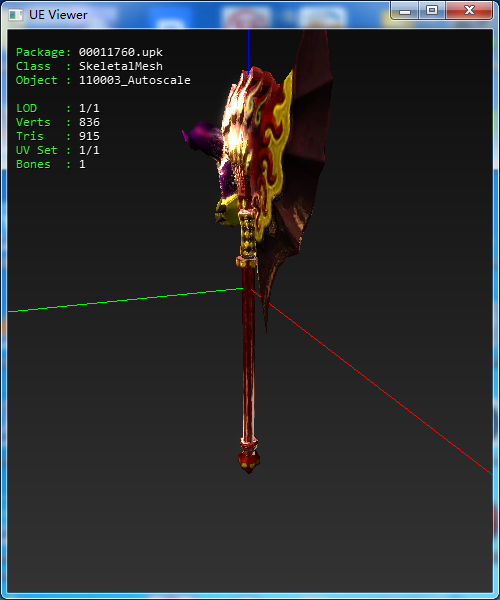 UE Viewer
Package: 00011760.upk
Class : SkeletalMesh
Object : 110003_Autoscale
LOD : 1/1
Verts : 836
Tris : 915
UV Set : 1/1
Bones : 1